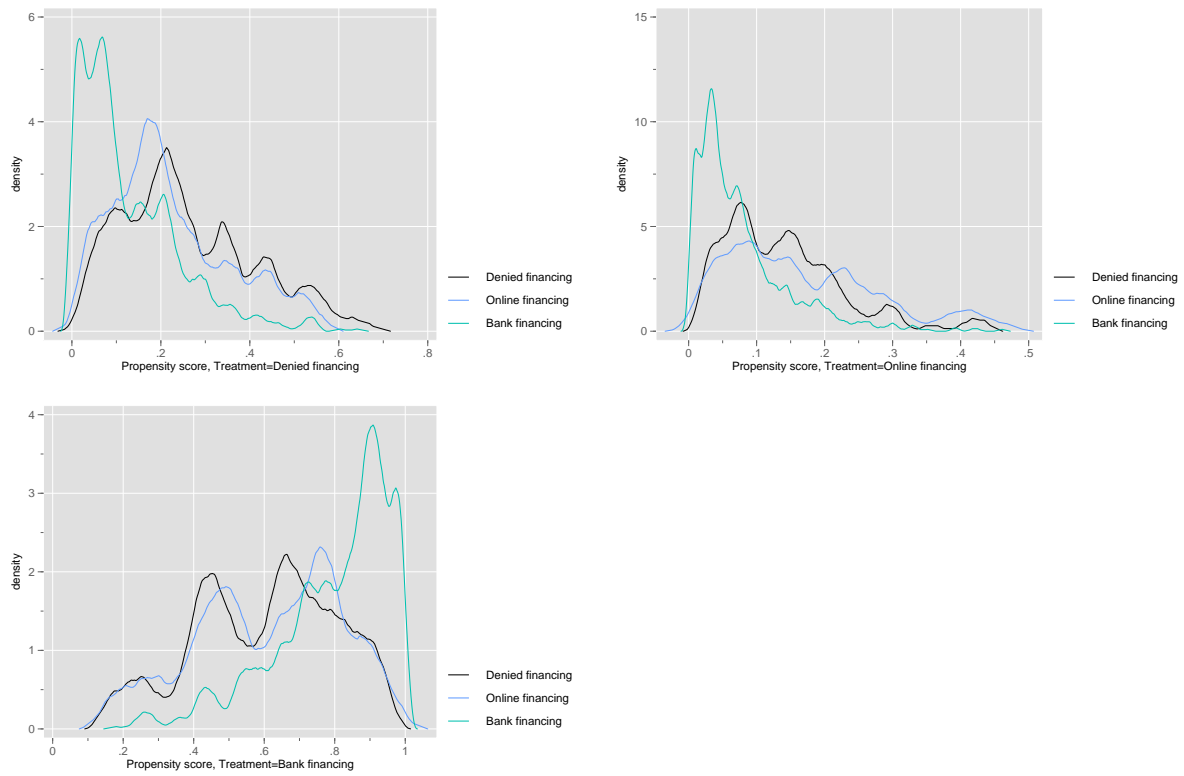 6
4
2
0
density
0
.2
.4
.6
.8
Propensity score, Treatment=Denied financing
Denied financing
Online financing
Bank financing
15
10
5
0
density
0
.1
.2
.3
.4
.5
Propensity score, Treatment=Online financing
Denied financing
Online financing
Bank financing
4
3
2
1
0
density
0
.2
.4
.6
.8
1
Propensity score, Treatment=Bank financing
Denied financing
Online financing
Bank financing